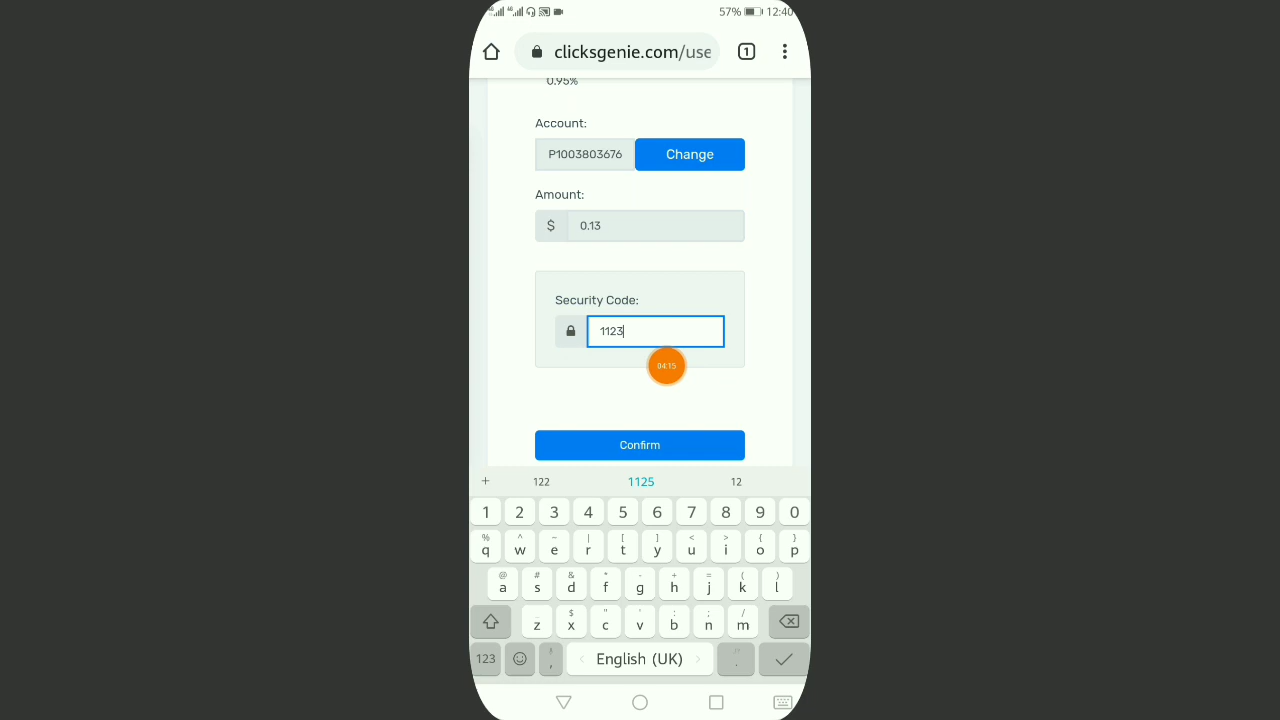 57% 12:40
clicksgenie.com/use 1
0.95%
Account:
P1003803676 Change
Amount:
$ 0.13
Security Code:
1123
04:15
Confirm
+ 122 1125 12
1 2 3 4 5 6 7 8 9 0
% ^ ~ | [ ] < > { }
q w e r t y u i o p
@ # & * - + = ( )
a s d f g h j k l
_ $ " ' : ; /
z x c v b n m
123 , English (UK) .